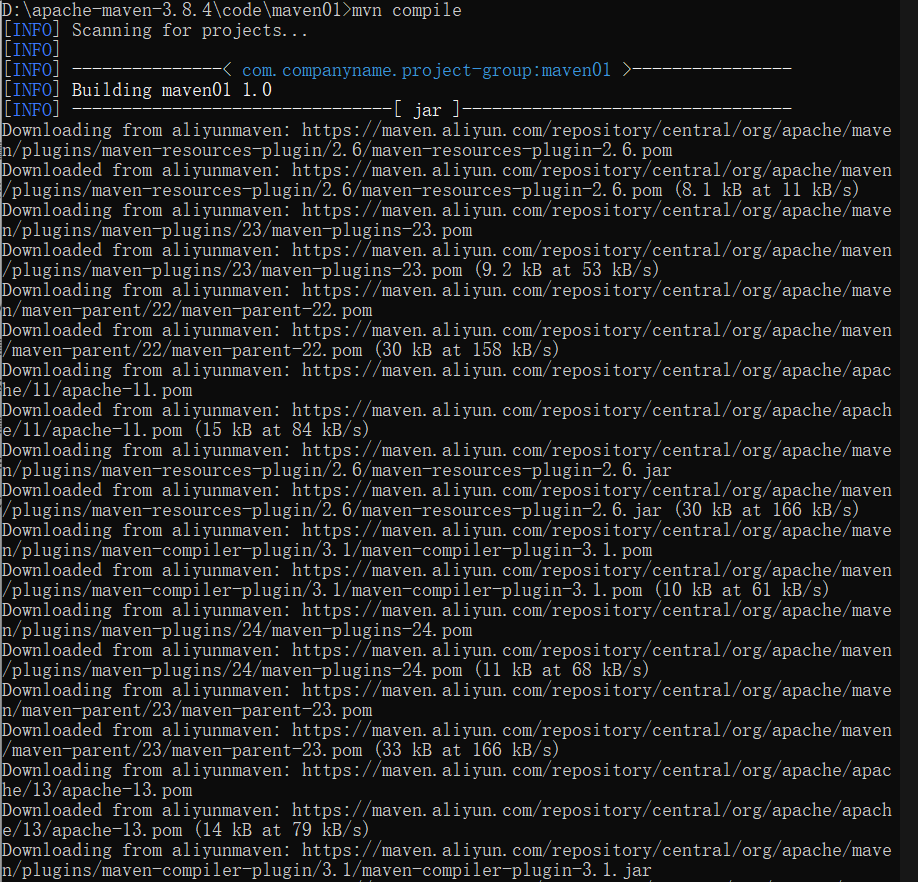 D:\apache-maven-3.8.4\code\maven01>mvn compile
[INFO] Scanning for projects...
[INFO]
[INFO] ---------------< com.companyname.project-group:maven01 >----------------
[INFO] Building maven01 1.0
[INFO] --------------------------------[ jar ]---------------------------------
Downloading from aliyunmaven: https://maven.aliyun.com/repository/central/org/apache/mave
n/plugins/maven-resources-plugin/2.6/maven-resources-plugin-2.6.pom
Downloaded from aliyunmaven: https://maven.aliyun.com/repository/central/org/apache/maven
/plugins/maven-resources-plugin/2.6/maven-resources-plugin-2.6.pom (8.1 kB at 11 kB/s)
Downloading from aliyunmaven: https://maven.aliyun.com/repository/central/org/apache/mave
n/plugins/maven-plugins/23/maven-plugins-23.pom
Downloaded from aliyunmaven: https://maven.aliyun.com/repository/central/org/apache/maven
/plugins/maven-plugins/23/maven-plugins-23.pom (9.2 kB at 53 kB/s)
Downloading from aliyunmaven: https://maven.aliyun.com/repository/central/org/apache/mave
n/maven-parent/22/maven-parent-22.pom
Downloaded from aliyunmaven: https://maven.aliyun.com/repository/central/org/apache/maven
/maven-parent/22/maven-parent-22.pom (30 kB at 158 kB/s)
Downloading from aliyunmaven: https://maven.aliyun.com/repository/central/org/apache/apac
he/11/apache-11.pom
Downloaded from aliyunmaven: https://maven.aliyun.com/repository/central/org/apache/apach
e/11/apache-11.pom (15 kB at 84 kB/s)
Downloading from aliyunmaven: https://maven.aliyun.com/repository/central/org/apache/mave
n/plugins/maven-resources-plugin/2.6/maven-resources-plugin-2.6.jar
Downloaded from aliyunmaven: https://maven.aliyun.com/repository/central/org/apache/maven
/plugins/maven-resources-plugin/2.6/maven-resources-plugin-2.6.jar (30 kB at 166 kB/s)
Downloading from aliyunmaven: https://maven.aliyun.com/repository/central/org/apache/mave
n/plugins/maven-compiler-plugin/3.1/maven-compiler-plugin-3.1.pom
Downloaded from aliyunmaven: https://maven.aliyun.com/repository/central/org/apache/maven
/plugins/maven-compiler-plugin/3.1/maven-compiler-plugin-3.1.pom (10 kB at 61 kB/s)
Downloading from aliyunmaven: https://maven.aliyun.com/repository/central/org/apache/mave
n/plugins/maven-plugins/24/maven-plugins-24.pom
Downloaded from aliyunmaven: https://maven.aliyun.com/repository/central/org/apache/maven
/plugins/maven-plugins/24/maven-plugins-24.pom (11 kB at 68 kB/s)
Downloading from aliyunmaven: https://maven.aliyun.com/repository/central/org/apache/mave
n/maven-parent/23/maven-parent-23.pom
Downloaded from aliyunmaven: https://maven.aliyun.com/repository/central/org/apache/maven
/maven-parent/23/maven-parent-23.pom (33 kB at 166 kB/s)
Downloading from aliyunmaven: https://maven.aliyun.com/repository/central/org/apache/apac
he/13/apache-13.pom
Downloaded from aliyunmaven: https://maven.aliyun.com/repository/central/org/apache/apach
e/13/apache-13.pom (14 kB at 79 kB/s)
Downloading from aliyunmaven: https://maven.aliyun.com/repository/central/org/apache/mave
n/plugins/maven-compiler-plugin/3.1/maven-compiler-plugin-3.1.jar